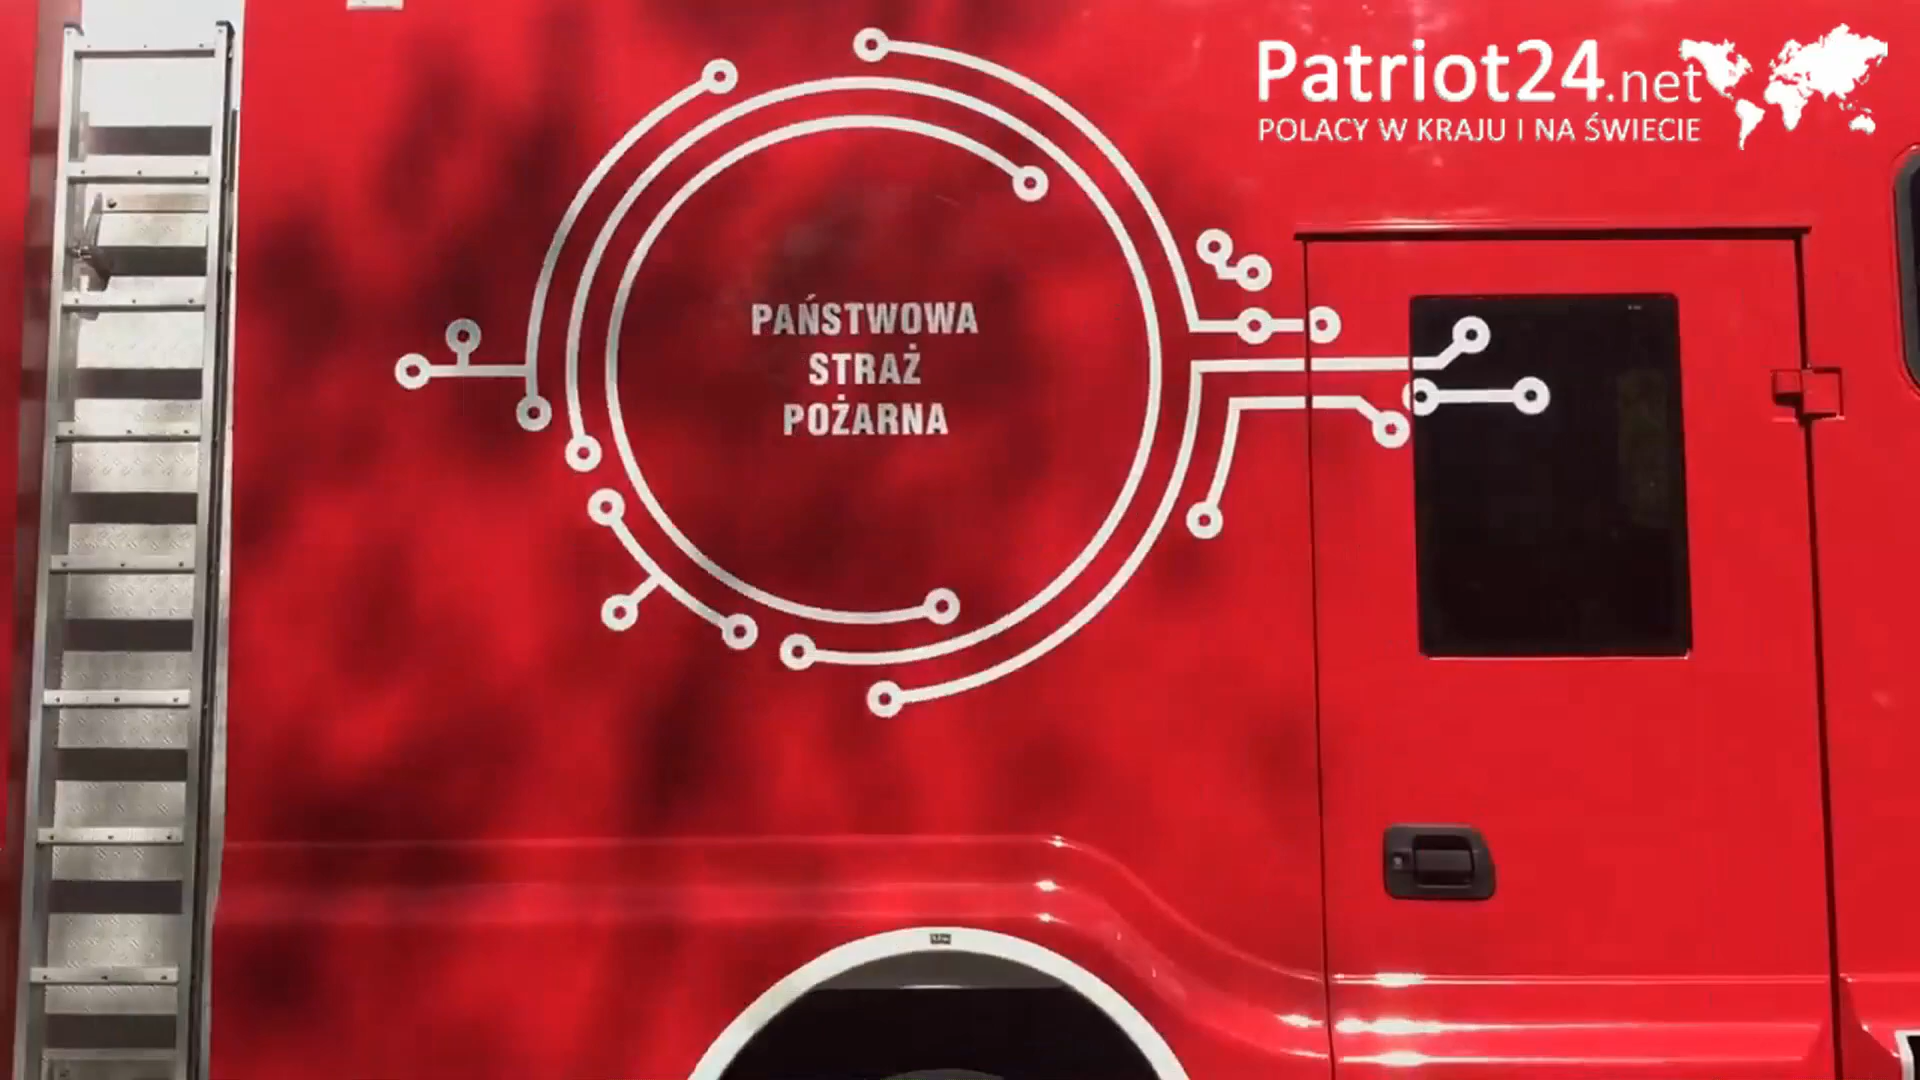 Patriot24.net
POLACY W KRAJU I NA ŚWIECIE
PAŃSTWOWA
STRAŻ
POŻARNA